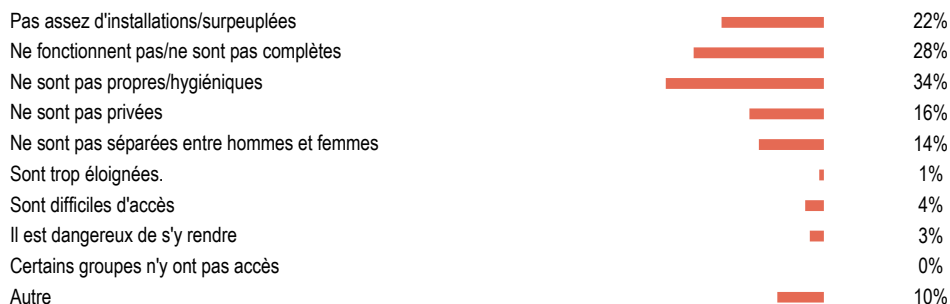 Pas assez d'installations/surpeuplées 22%
Ne fonctionnent pas/ne sont pas complètes 28%
Ne sont pas propres/hygiéniques 34%
Ne sont pas privées 16%
Ne sont pas séparées entre hommes et femmes 14%
Sont trop éloignées. 1%
Sont difficiles d'accès 4%
Il est dangereux de s'y rendre 3%
Certains groupes n'y ont pas accès 0%
Autre 10%